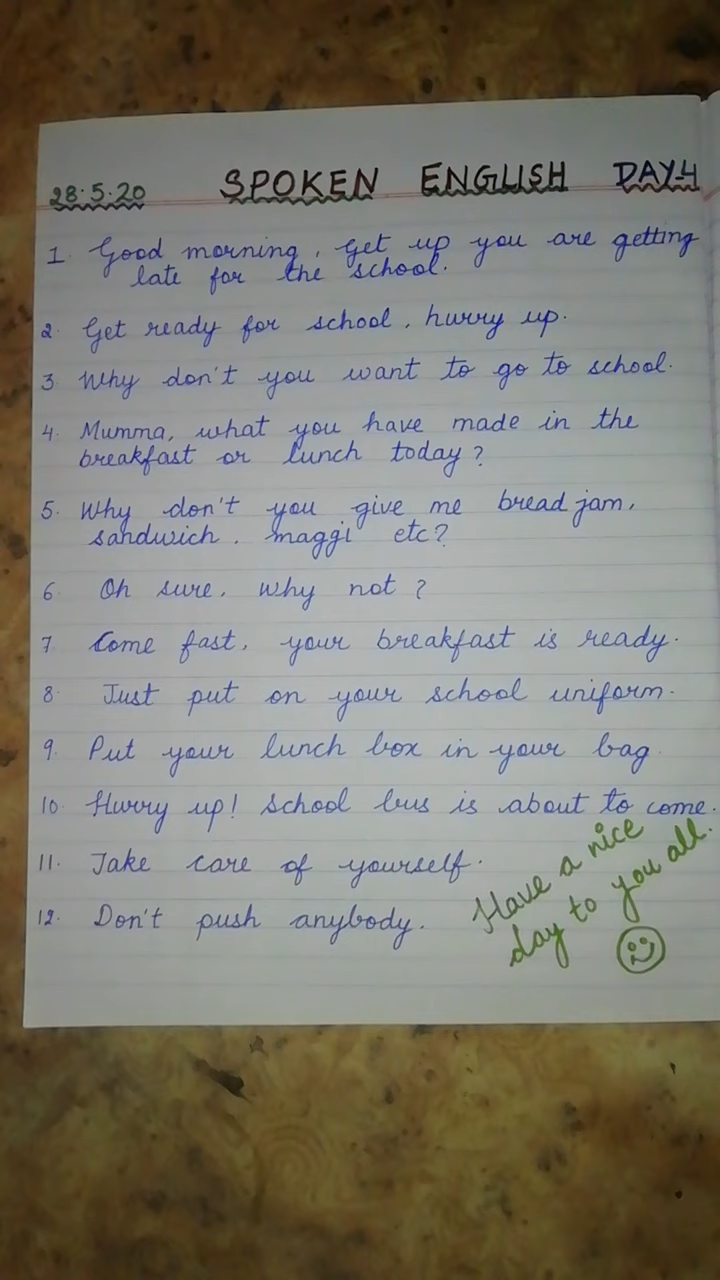 28.5.20 SPOKEN ENGLISH DAY4
1. Good morning, Get up you are getting
late for the school.
2. Get ready for school, hurry up.
3. Why don't you want to go to school.
4. Mumma, what you have made in the
breakfast or lunch today?
5. Why don't you give me bread jam,
sandwich, maggi etc?
6. Oh sure, why not?
7 Come fast, your breakfast is ready.
8. Just put on your school uniform.
9. Put your lunch box in your bag
10. Hurry up! School bus is about to come.
11. Take care of yourself.
12. Don't push anybody.
Have a nice
day to you all.